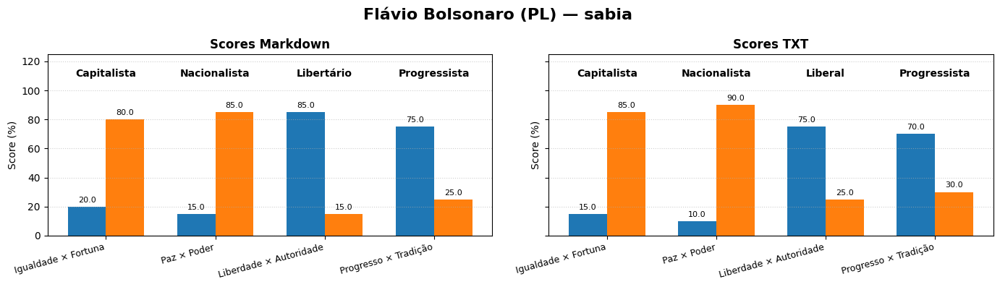 Flávio Bolsonaro (PL) — sabia
Scores Markdown
Score (%)
120
100
80
60
40
20
0
Capitalista Nacionalista Libertário Progressista
20.0 80.0 15.0 85.0 85.0 15.0 75.0 25.0
Igualdade × Fortuna
Paz × Poder
Liberdade × Autoridade
Progresso × Tradição
Scores TXT
Score (%)
Capitalista Nacionalista Liberal Progressista
15.0 85.0 10.0 90.0 75.0 25.0 70.0 30.0
Igualdade × Fortuna
Paz × Poder
Liberdade × Autoridade
Progresso × Tradição